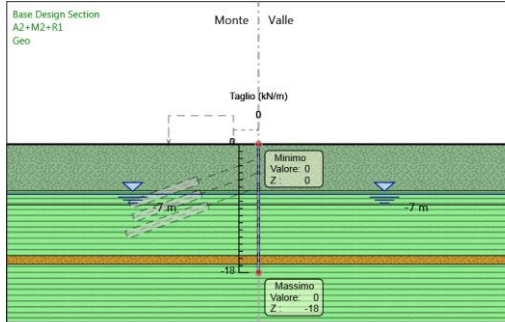 Base Design Section
A2+M2+R1
Geo
Monte
Valle
Taglio (kN/m)
0
0
Minimo
Valore: 0
Z : 0
-7 m
-7 m
-18
Massimo
Valore: 0
Z : -18